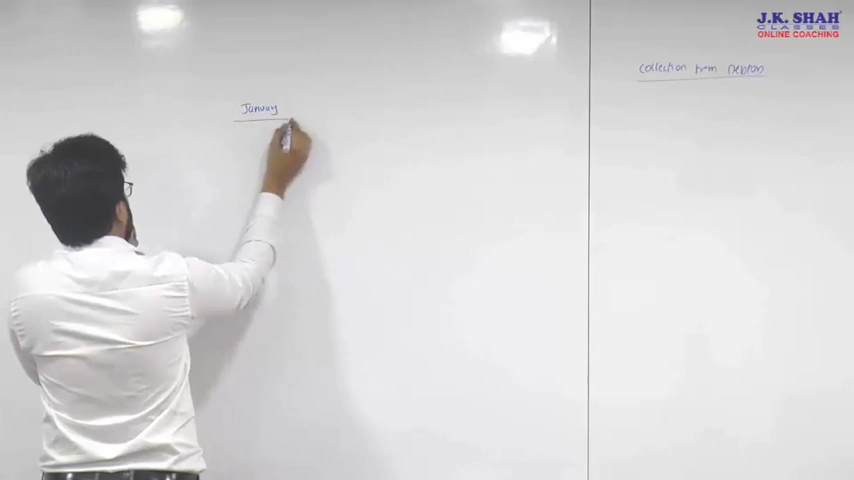 J.K. SHAH
CLASSES
ONLINE COACHING
January
collection from debtors